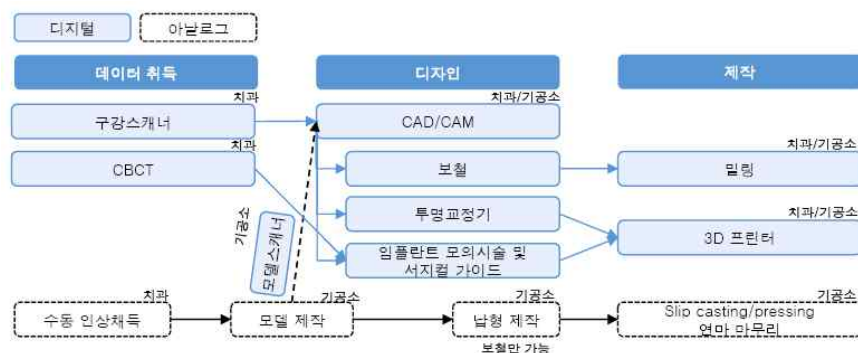 디지털
아날로그
데이터 취득
디자인
제작
치과
치과/기공소
구강스캐너
CAD/CAM
치과
치과/기공소
CBCT
보철
밀링
치과/기공소
투명교정기
3D 프린터
기공소
모델스캐너
임플란트 모의시술 및
서지컬 가이드
치과
기공소
기공소
기공소
수동 인상채득
모델 제작
납형 제작
Slip casting/pressing
연마 마무리
보철만 가능